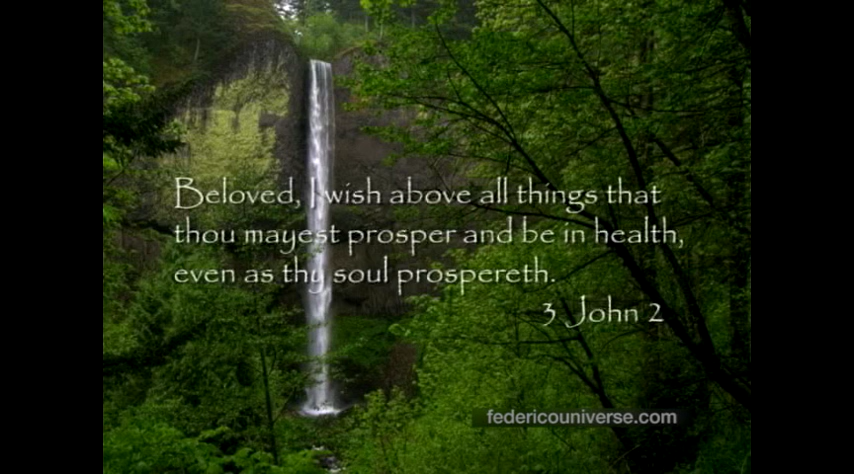 Beloved, I wish above all things that
thou mayest prosper and be in health,
even as thy soul prospereth.
3 John 2
federicouniverse.com